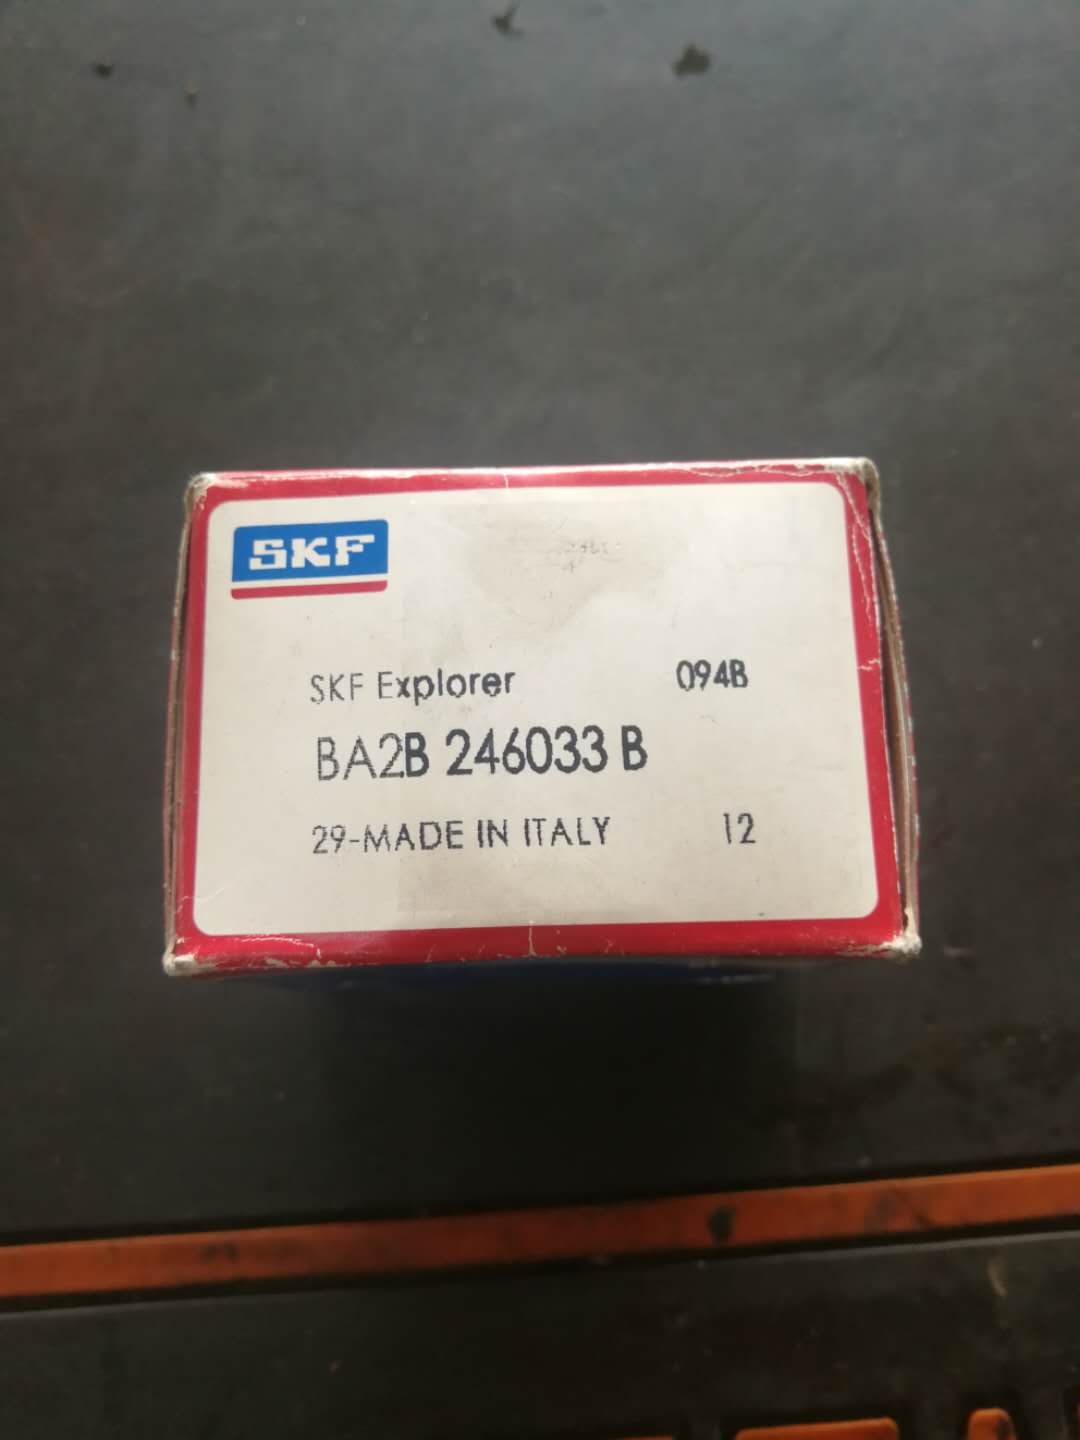 SKF
SKF Explorer 094B
BA2B 246033 B
29-MADE IN ITALY 12